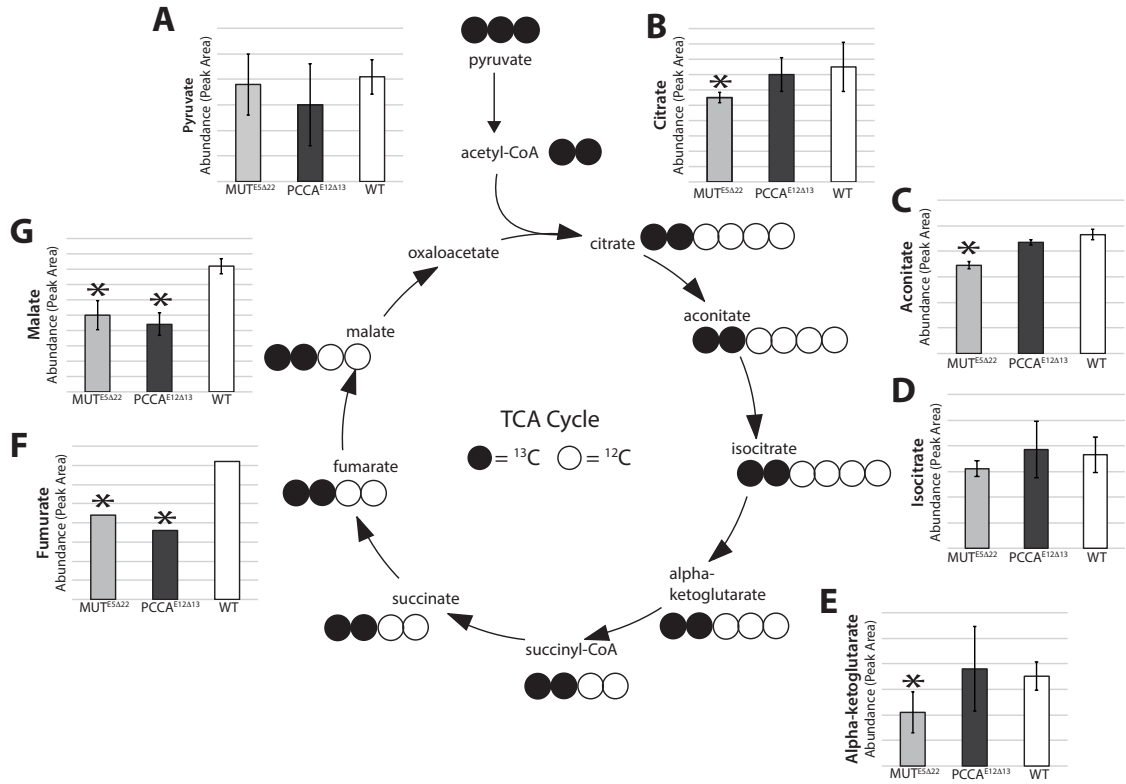 A
Pyruvate
Abundance (Peak Area)
MUTE5Δ22 PCCAE12Δ13 WT
pyruvate
acetyl-CoA
B
Citrate
Abundance (Peak Area)
MUTE5Δ22 PCCAE12Δ13 WT
citrate
oxaloacetate
C
Aconitate
Abundance (Peak Area)
MUTE5Δ22 PCCAE12Δ13 WT
aconitate
G
Malate
Abundance (Peak Area)
MUTE5Δ22 PCCAE12Δ13 WT
malate
TCA Cycle
= 13C = 12C
D
Isocitrate
Abundance (Peak Area)
MUTE5Δ22 PCCAE12Δ13 WT
isocitrate
F
Fumurate
Abundance (Peak Area)
MUTE5Δ22 PCCAE12Δ13 WT
fumarate
alpha-
ketoglutarate
succinate
succinyl-CoA
E
Alpha-ketoglutarate
Abundance (Peak Area)
MUTE5Δ22 PCCAE12Δ13 WT